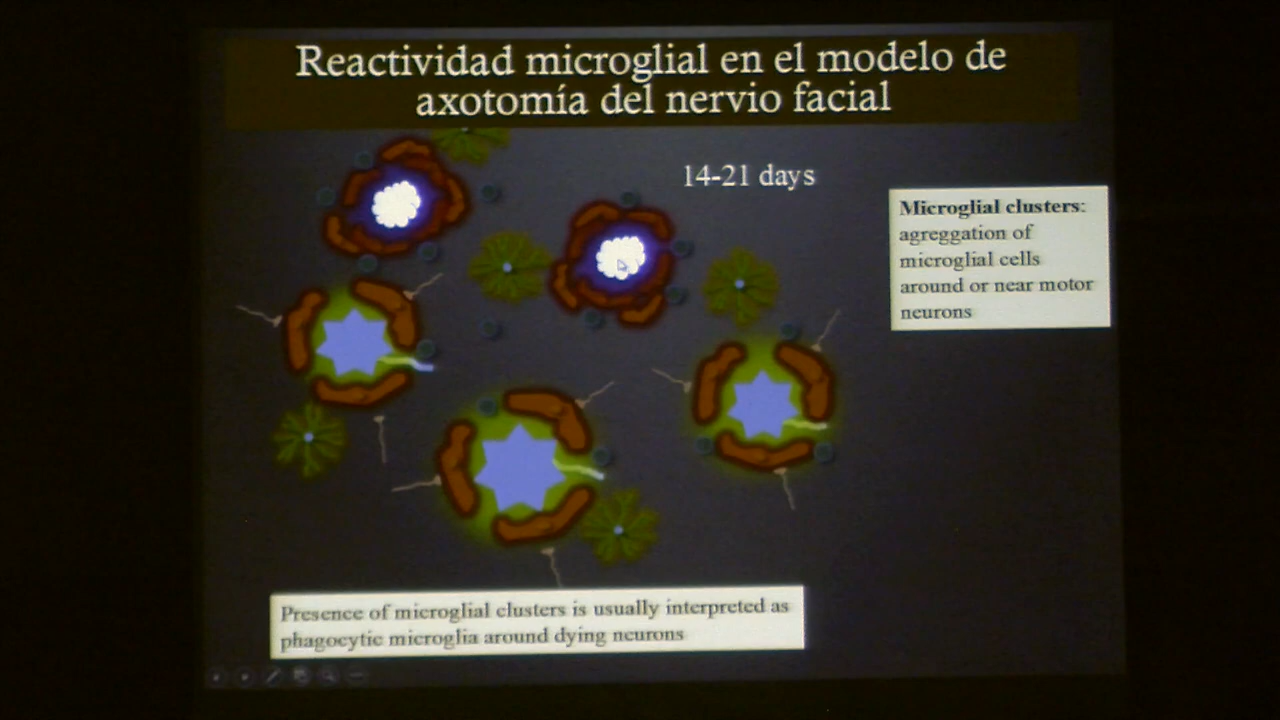 Reactividad microglial en el modelo de
axotomía del nervio facial
14-21 days
Microglial clusters:
agreggation of
microglial cells
around or near motor
neurons
Presence of microglial clusters is usually interpreted as
phagocytic microglia around dying neurons